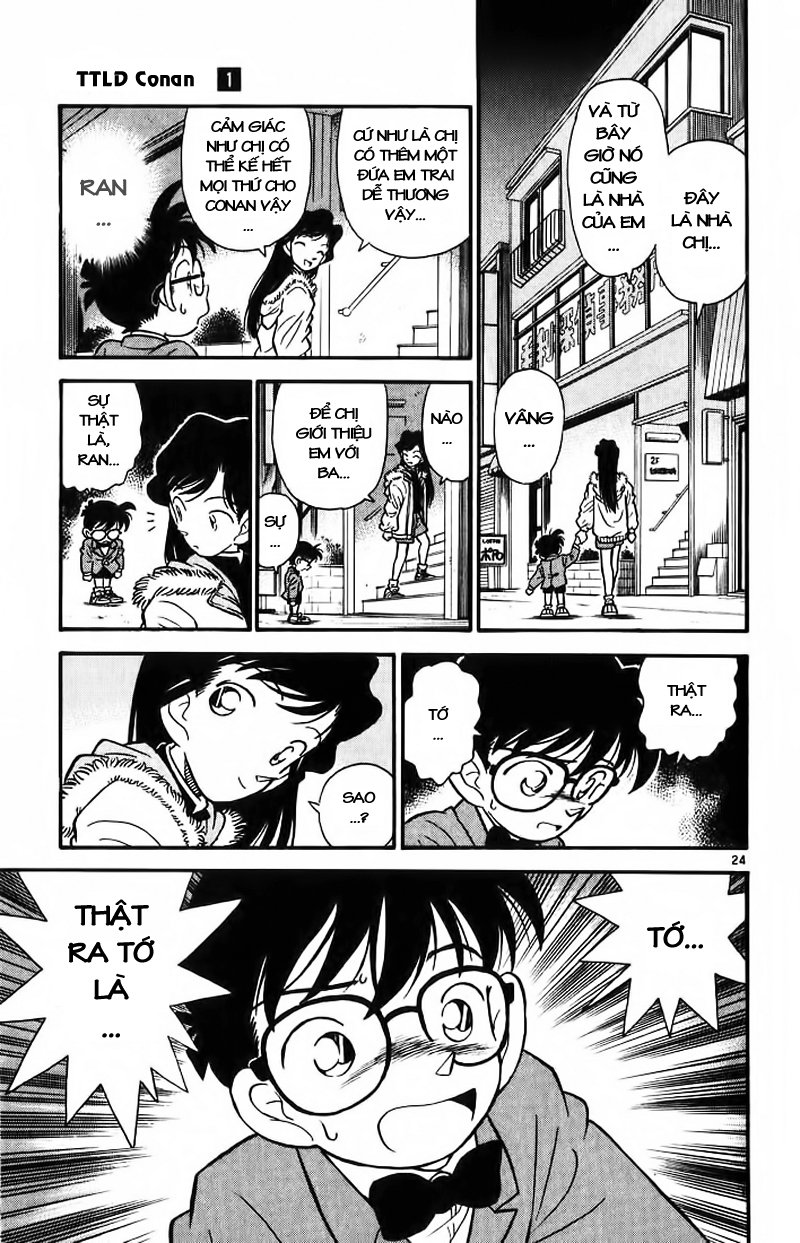 TTLD Conan 1
ĐÂY
LÀ NHÀ
CHỊ...
VÀ TỪ
BÂY
GIỜ NÓ
CŨNG
LÀ NHÀ
CỦA EM
...
VÂNG
...
2F
CỨ NHƯ LÀ CHỊ
CÓ THÊM MỘT
ĐỨA EM TRAI
DỄ THƯƠNG
VẬY...
CẢM GIÁC
NHƯ CHỊ CÓ
THỂ KẾ HẾT
MỌI THỨ CHO
CONAN VẬY
...
RAN
...
NÀO
...
ĐỂ CHỊ
GIỚI THIỆU
EM VỚI
BA...
SỰ
...
SỰ
THẬT
LÀ,
RAN...
THẬT
RA...
TỚ
...
SAO
...?
24
TỚ...
THẬT
RA TỚ
LÀ
...